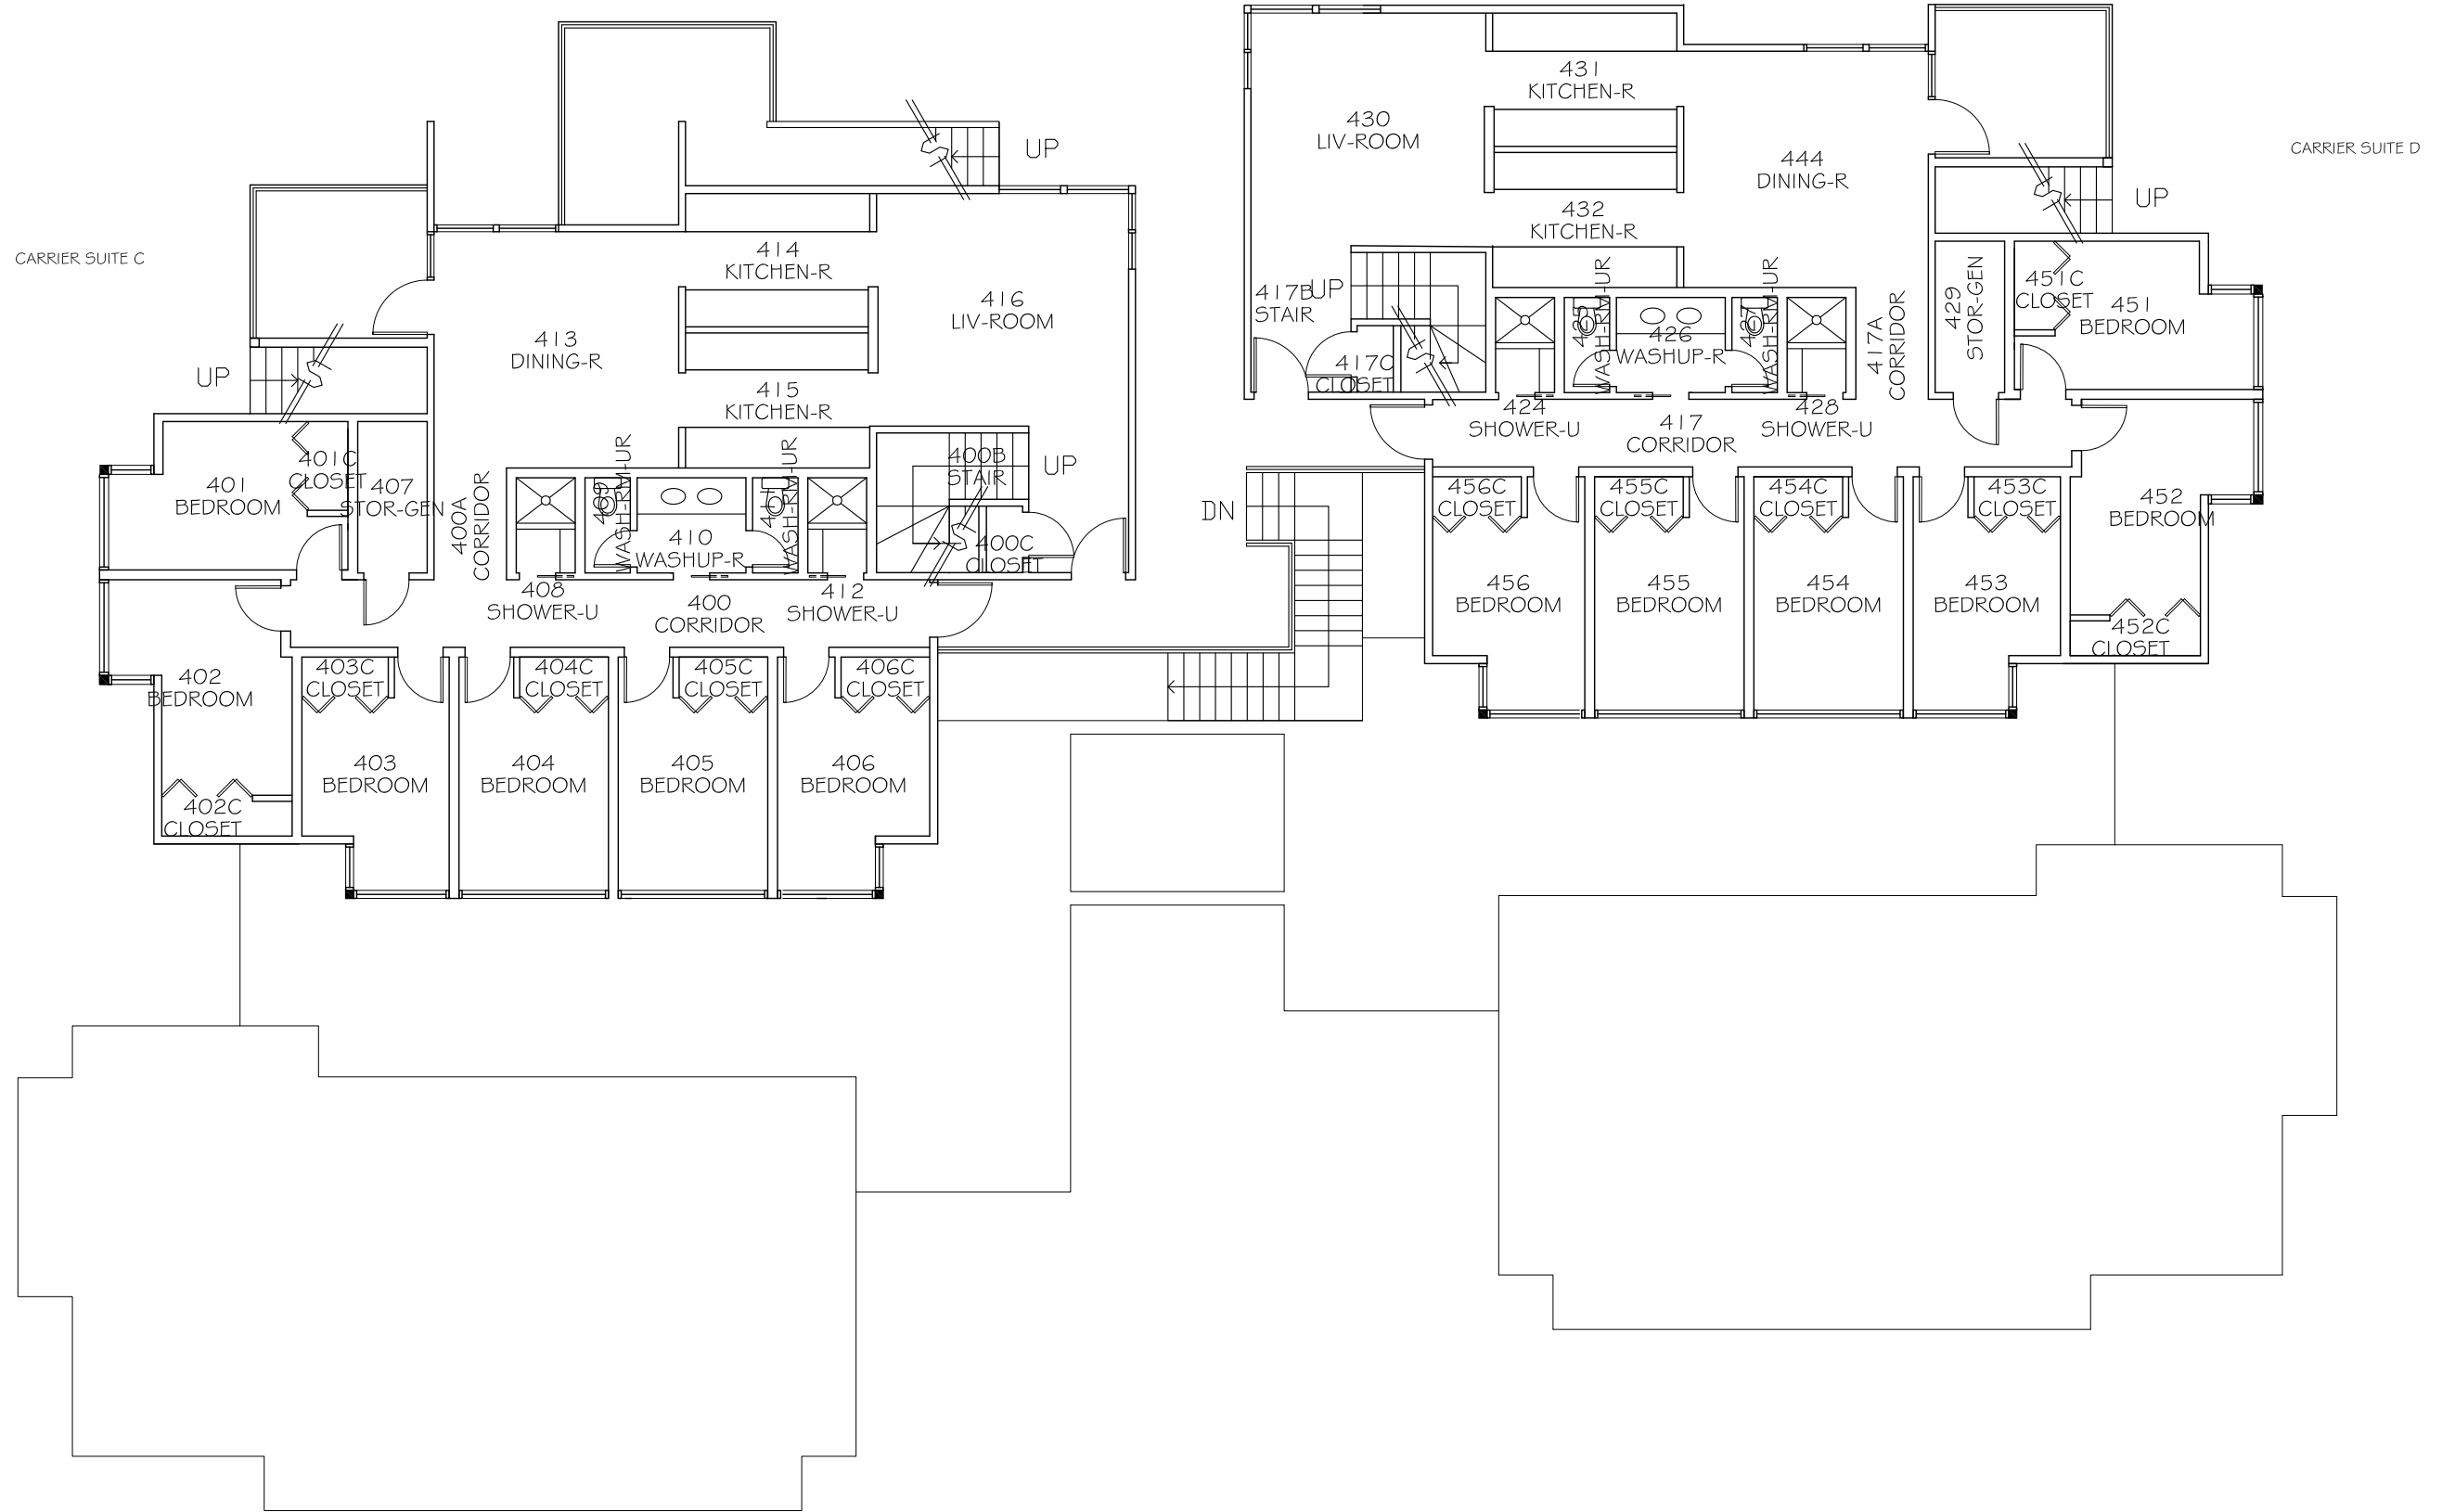 CARRIER SUITE C
UP
414
KITCHEN-R
416
LIV-ROOM
413
DINING-R
UP
415
KITCHEN-R
401C
CLOSET
401
BEDROOM
407
STOR-GEN
400A
CORRIDOR
409
WASH-RM-UR
410
WASHUP-R
411
WASH-RM-UR
400B
STAIR
UP
400C
CLOSET
408
SHOWER-U
400
CORRIDOR
412
SHOWER-U
402
BEDROOM
403C
CLOSET
404C
CLOSET
405C
CLOSET
406C
CLOSET
403
BEDROOM
404
BEDROOM
405
BEDROOM
406
BEDROOM
402C
CLOSET
431
KITCHEN-R
430
LIV-ROOM
444
DINING-R
CARRIER SUITE D
UP
432
KITCHEN-R
417B
STAIR
UP
417C
CLOSET
425
WASH-RM-UR
426
WASHUP-R
427
WASH-RM-UR
417A
CORRIDOR
429
STOR-GEN
451C
CLOSET
451
BEDROOM
424
SHOWER-U
417
CORRIDOR
428
SHOWER-U
DN
456C
CLOSET
455C
CLOSET
454C
CLOSET
453C
CLOSET
452
BEDROOM
456
BEDROOM
455
BEDROOM
454
BEDROOM
453
BEDROOM
452C
CLOSET